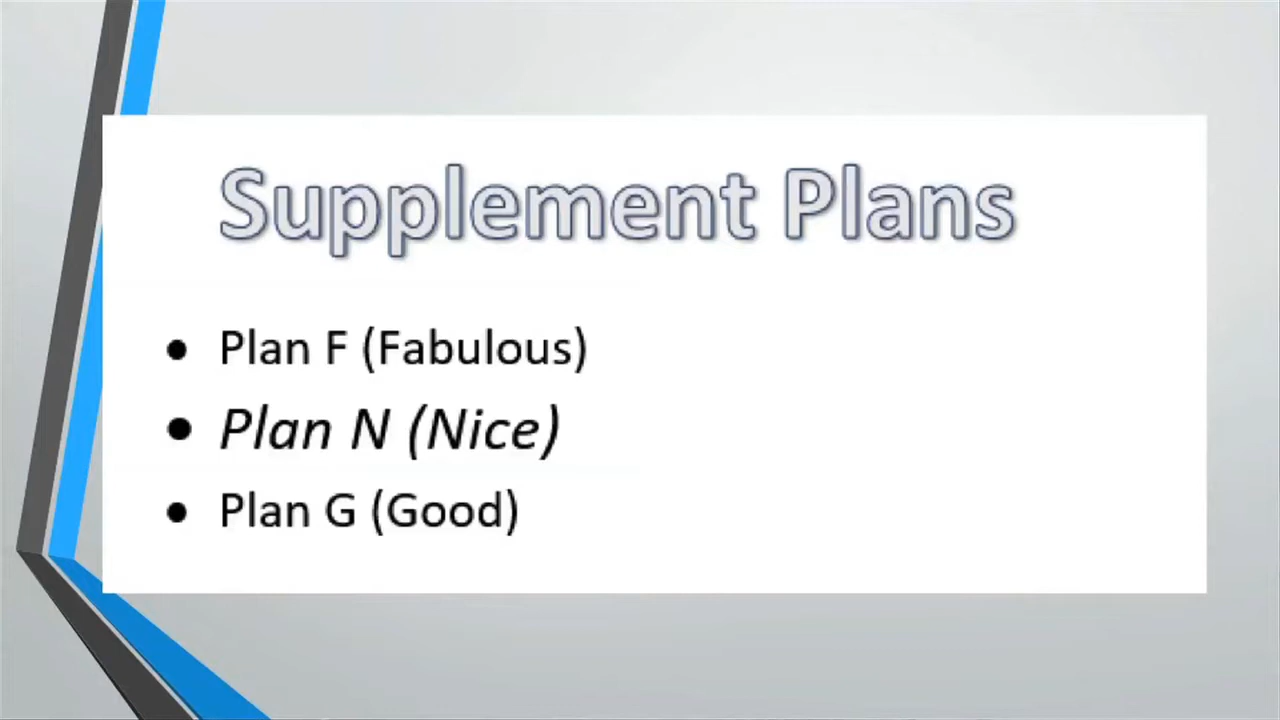 Supplement Plans
• Plan F (Fabulous)
• Plan N (Nice)
• Plan G (Good)